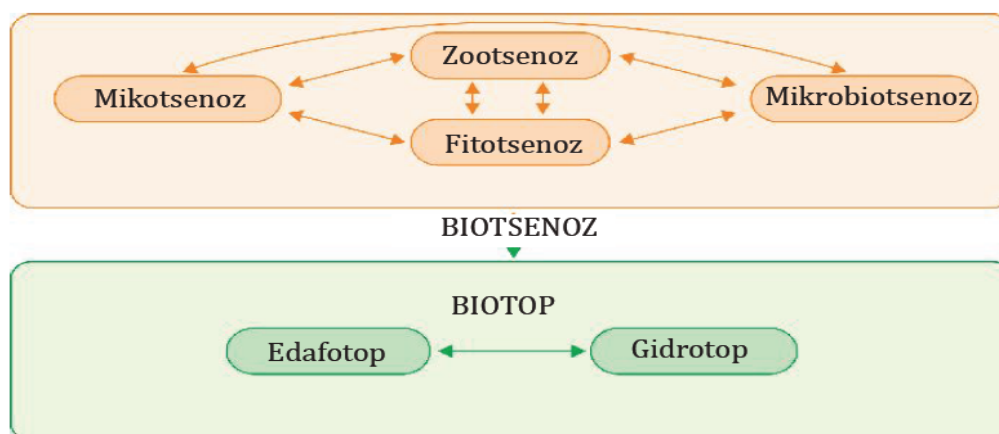 Zootsenoz
Mikotsenoz
Mikrobiotsenoz
Fitotsenoz
BIOTSENOZ
BIOTOP
Edafotop
Gidrotop